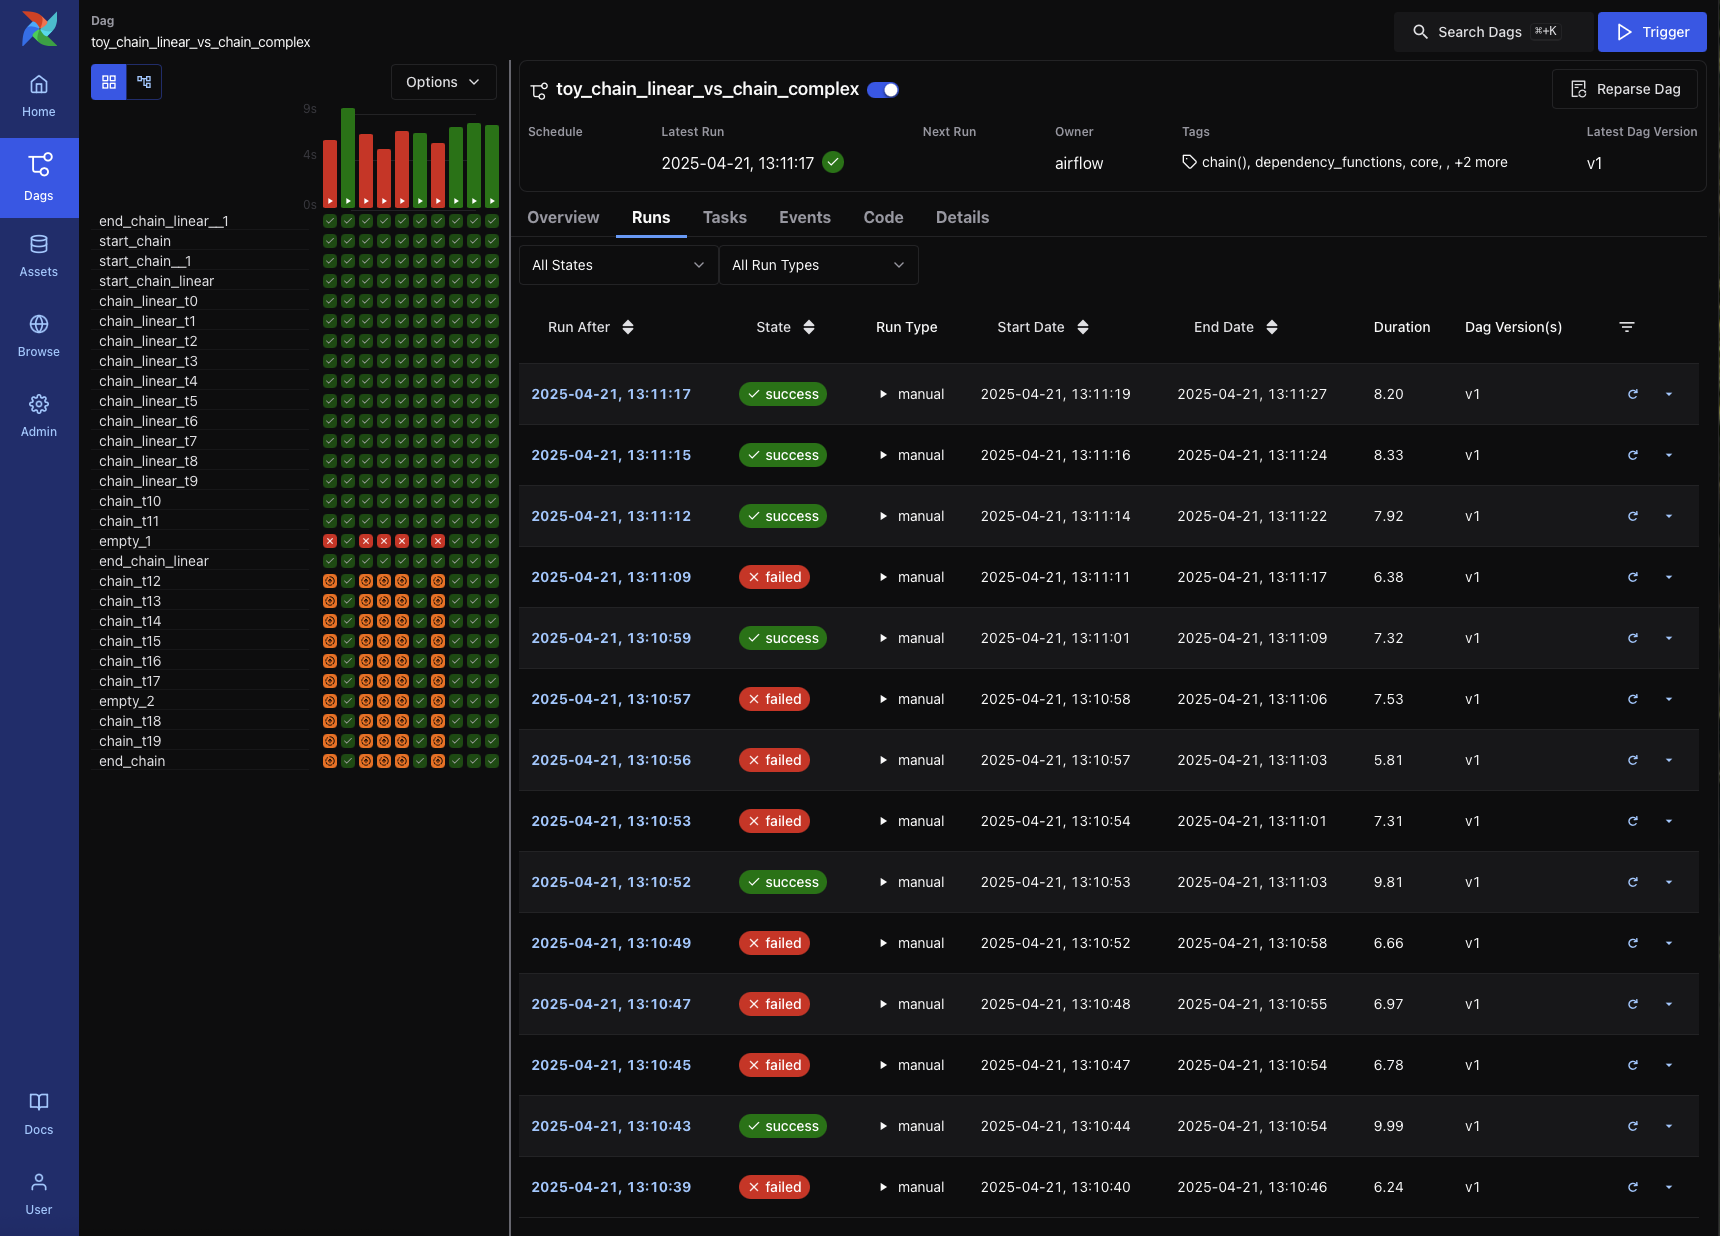 Dag
toy_chain_linear_vs_chain_complex
Search Dags ⌘+K
Trigger
Home
Dags
Assets
Browse
Admin
Docs
User
Options
9s
4s
0s
end_chain_linear__1
start_chain
start_chain__1
start_chain_linear
chain_linear_t0
chain_linear_t1
chain_linear_t2
chain_linear_t3
chain_linear_t4
chain_linear_t5
chain_linear_t6
chain_linear_t7
chain_linear_t8
chain_linear_t9
chain_t10
chain_t11
empty_1
end_chain_linear
chain_t12
chain_t13
chain_t14
chain_t15
chain_t16
chain_t17
empty_2
chain_t18
chain_t19
end_chain
toy_chain_linear_vs_chain_complex
Reparse Dag
Schedule Latest Run Next Run Owner Tags Latest Dag Version
2025-04-21, 13:11:17 airflow chain(), dependency_functions, core, , +2 more v1
Overview Runs Tasks Events Code Details
All States All Run Types
Run After State Run Type Start Date End Date Duration Dag Version(s)
2025-04-21, 13:11:17 success manual 2025-04-21, 13:11:19 2025-04-21, 13:11:27 8.20 v1
2025-04-21, 13:11:15 success manual 2025-04-21, 13:11:16 2025-04-21, 13:11:24 8.33 v1
2025-04-21, 13:11:12 success manual 2025-04-21, 13:11:14 2025-04-21, 13:11:22 7.92 v1
2025-04-21, 13:11:09 failed manual 2025-04-21, 13:11:11 2025-04-21, 13:11:17 6.38 v1
2025-04-21, 13:10:59 success manual 2025-04-21, 13:11:01 2025-04-21, 13:11:09 7.32 v1
2025-04-21, 13:10:57 failed manual 2025-04-21, 13:10:58 2025-04-21, 13:11:06 7.53 v1
2025-04-21, 13:10:56 failed manual 2025-04-21, 13:10:57 2025-04-21, 13:11:03 5.81 v1
2025-04-21, 13:10:53 failed manual 2025-04-21, 13:10:54 2025-04-21, 13:11:01 7.31 v1
2025-04-21, 13:10:52 success manual 2025-04-21, 13:10:53 2025-04-21, 13:11:03 9.81 v1
2025-04-21, 13:10:49 failed manual 2025-04-21, 13:10:52 2025-04-21, 13:10:58 6.66 v1
2025-04-21, 13:10:47 failed manual 2025-04-21, 13:10:48 2025-04-21, 13:10:55 6.97 v1
2025-04-21, 13:10:45 failed manual 2025-04-21, 13:10:47 2025-04-21, 13:10:54 6.78 v1
2025-04-21, 13:10:43 success manual 2025-04-21, 13:10:44 2025-04-21, 13:10:54 9.99 v1
2025-04-21, 13:10:39 failed manual 2025-04-21, 13:10:40 2025-04-21, 13:10:46 6.24 v1